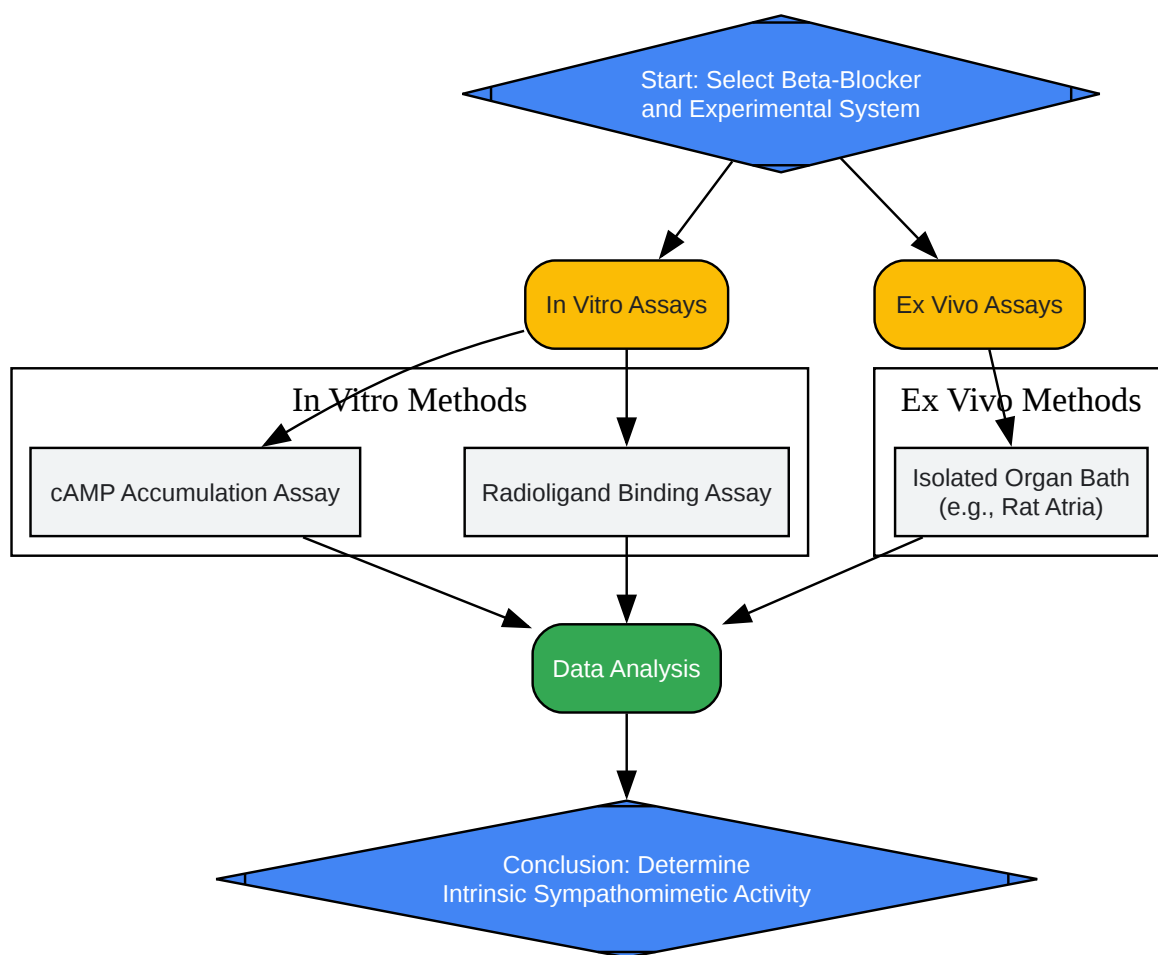 Start: Select Beta-Blocker
and Experimental System
In Vitro Assays
Ex Vivo Assays
In Vitro Methods
Ex Vivo Methods
cAMP Accumulation Assay
Radioligand Binding Assay
Isolated Organ Bath
(e.g., Rat Atria)
Data Analysis
Conclusion: Determine
Intrinsic Sympathomimetic Activity